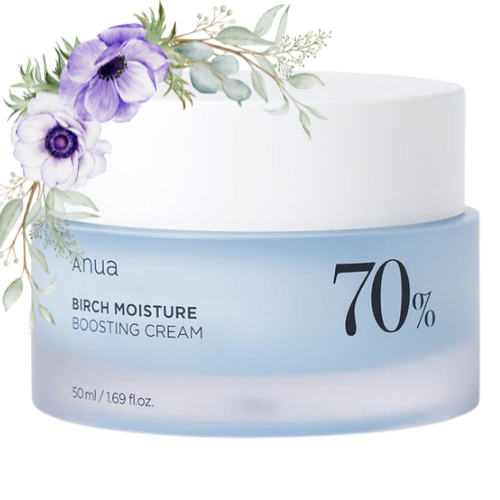 Anua
70%
BIRCH MOISTURE
BOOSTING CREAM
50ml / 1.69 fl.oz.